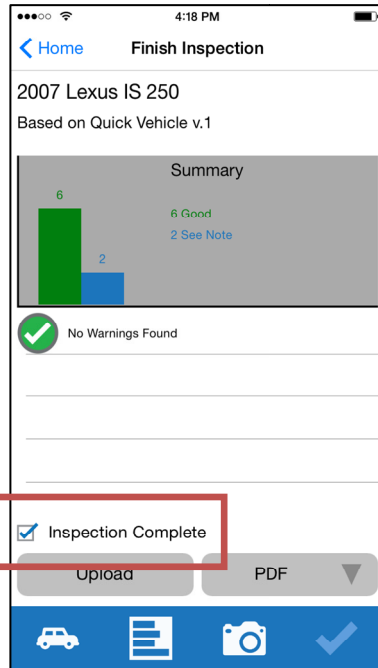 4:18 PM
Home Finish Inspection
2007 Lexus IS 250
Based on Quick Vehicle v.1
Summary
6
6 Good
2 See Note
2
No Warnings Found
Inspection Complete
Upload PDF